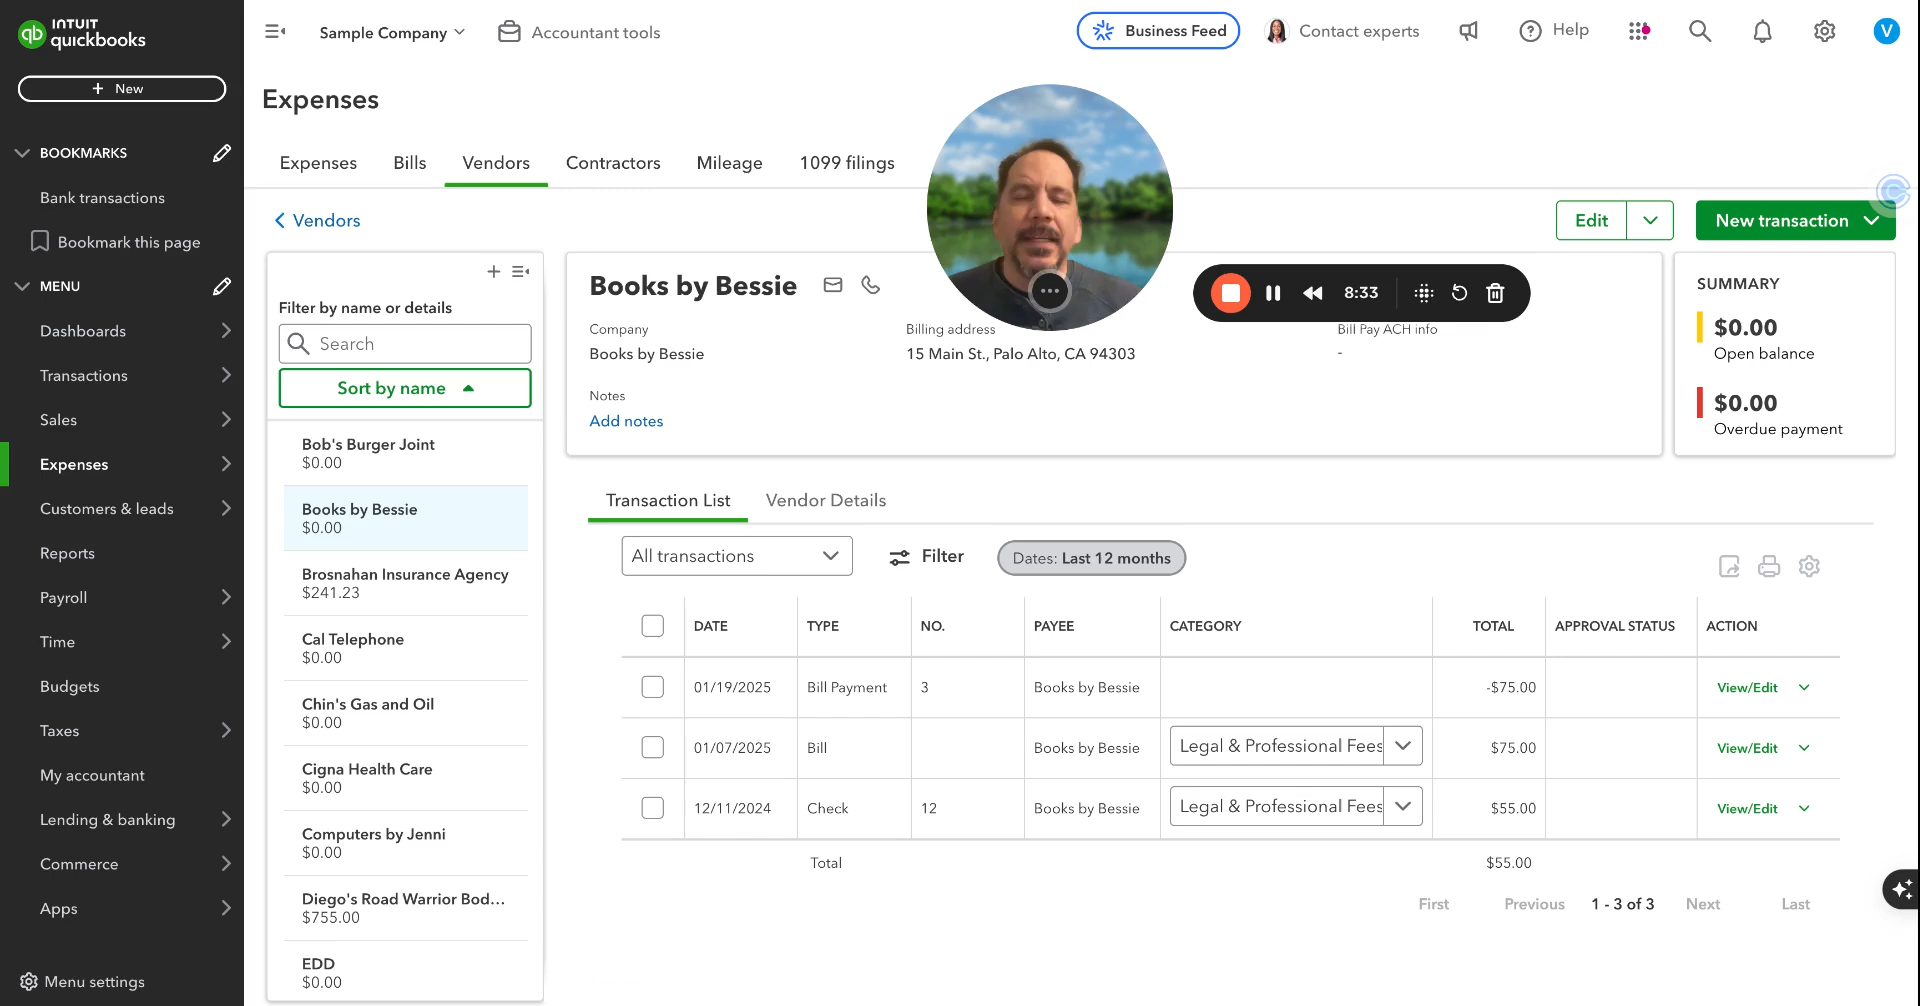 INTUIT
qb quickbooks
Sample Company
Accountant tools
Business Feed
Contact experts
Help
V
+ New
BOOKMARKS
Bank transactions
Bookmark this page
MENU
Dashboards
Transactions
Sales
Expenses
Customers & leads
Reports
Payroll
Time
Budgets
Taxes
My accountant
Lending & banking
Commerce
Apps
Menu settings
Expenses
Expenses Bills Vendors Contractors Mileage 1099 filings
Vendors
Edit
New transaction
Filter by name or details
Search
Sort by name
Bob's Burger Joint
$0.00
Books by Bessie
$0.00
Brosnahan Insurance Agency
$241.23
Cal Telephone
$0.00
Chin's Gas and Oil
$0.00
Cigna Health Care
$0.00
Computers by Jenni
$0.00
Diego's Road Warrior Bod...
$755.00
EDD
$0.00
Books by Bessie
8:33
Company
Books by Bessie
Billing address
15 Main St., Palo Alto, CA 94303
Bill Pay ACH info
-
Notes
Add notes
SUMMARY
$0.00
Open balance
$0.00
Overdue payment
Transaction List Vendor Details
All transactions
Filter
Dates: Last 12 months
DATE TYPE NO. PAYEE CATEGORY TOTAL APPROVAL STATUS ACTION
01/19/2025 Bill Payment 3 Books by Bessie -$75.00 View/Edit
01/07/2025 Bill Books by Bessie Legal & Professional Fees $75.00 View/Edit
12/11/2024 Check 12 Books by Bessie Legal & Professional Fees $55.00 View/Edit
Total $55.00
First Previous 1 - 3 of 3 Next Last